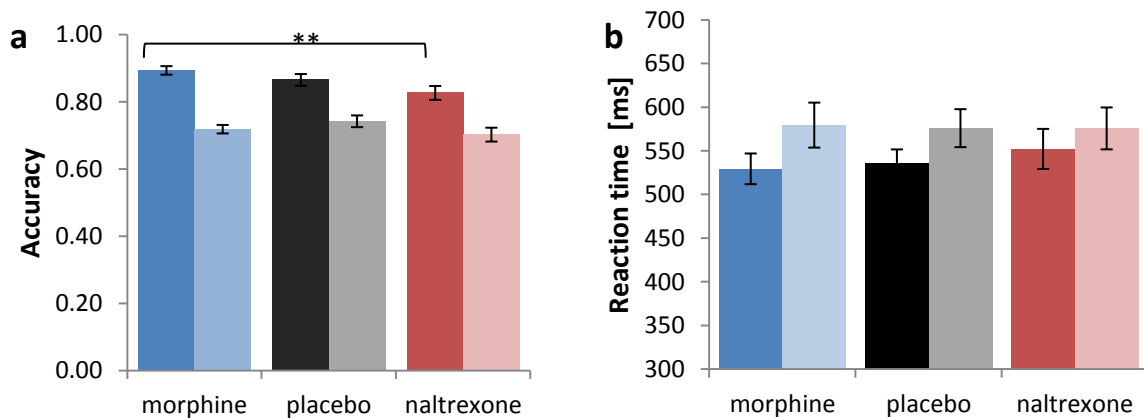 a
**
Accuracy
1.00
0.80
0.60
0.40
0.20
0.00
morphine placebo naltrexone
b
Reaction time [ms]
700
650
600
550
500
450
400
350
300
morphine placebo naltrexone